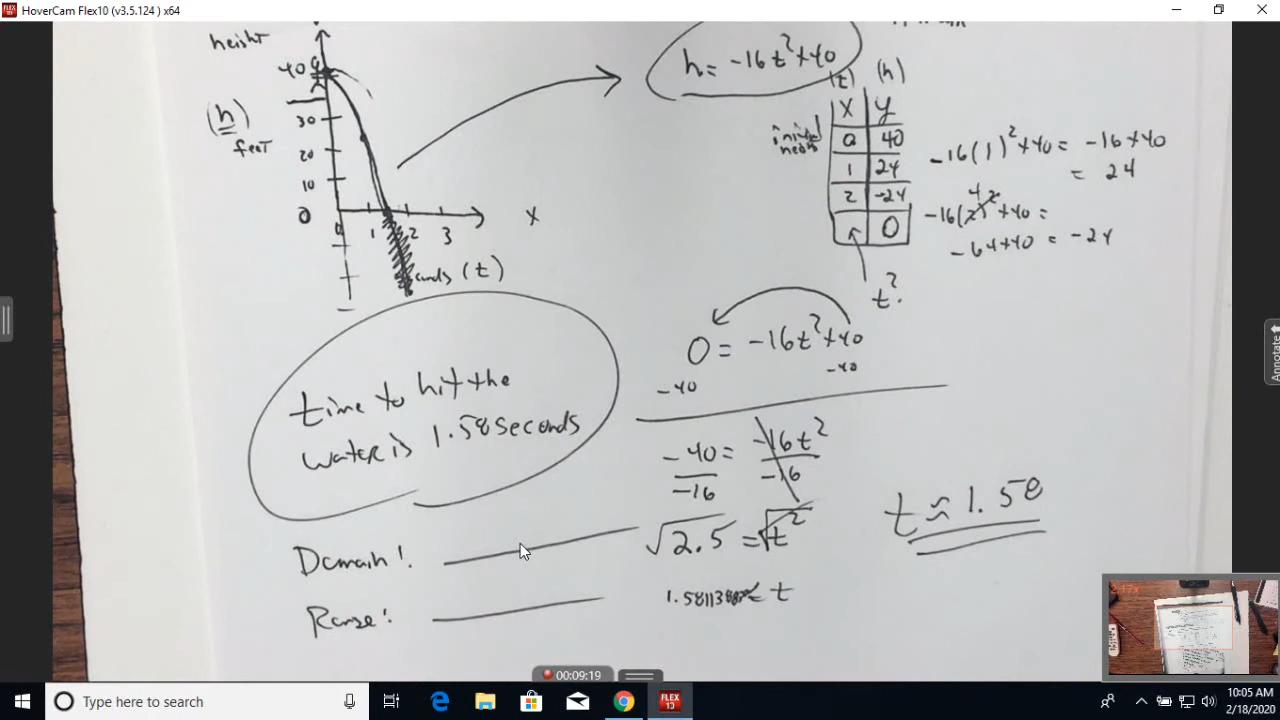 HoverCam Flex10 (v3.5.124 ) x64
height
40
(h)
feet
30
20
10
0
0 1 2 3
x
(t)
h = -16t²+40
(t) (h)
x y
0 40
1 24
2 -24
0
t?
-16(1)²+40 = -16+40
= 24
4
-16(2)²+40 =
-64+40 = -24
0 = -16t²+40
-40 -40
-40 = -16t²
-16 -16
√2.5 = √t²
t
t ≈ 1.58
time to hit the
water is 1.58 seconds
Domain:
Range:
Annotate
00:09:19
Type here to search
FLEX
10
10:05 AM
2/18/2020